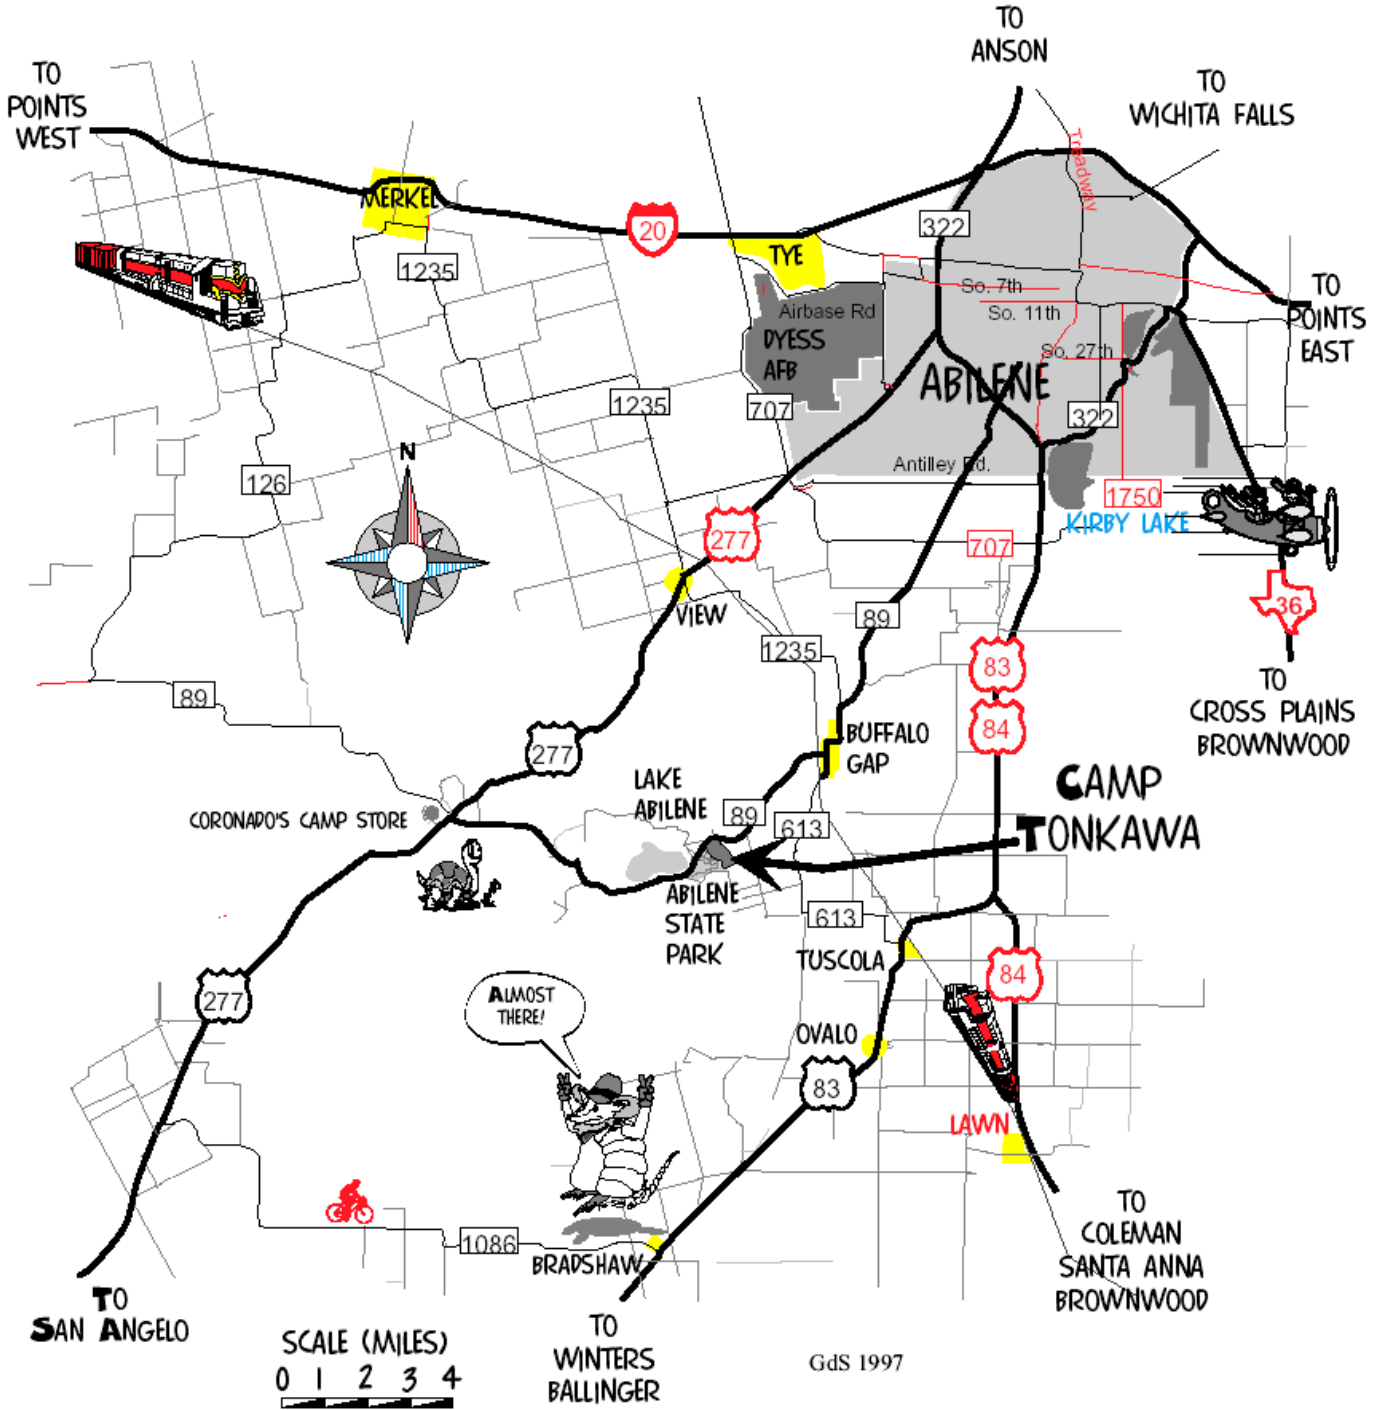 TO
ANSON
TO
POINTS
WEST
TO
WICHITA FALLS
Treadway
MERKEL
20
322
TYE
1235
So. 7th
TO
POINTS
EAST
Airbase Rd
So. 11th
DYESS
AFB
So. 27th
ABILENE
1235
707
322
N
Antilley Rd.
126
1750
KIRBY LAKE
277
707
36
VIEW
89
1235
83
TO
CROSS PLAINS
BROWNWOOD
89
84
277
BUFFALO
GAP
LAKE
ABILENE
CAMP
TONKAWA
CORONADO'S CAMP STORE
89
613
ABILENE
STATE
PARK
613
TUSCOLA
84
277
ALMOST
THERE!
OVALO
83
LAWN
TO
COLEMAN
SANTA ANNA
BROWNWOOD
1086
BRADSHAW
TO
SAN ANGELO
TO
WINTERS
BALLINGER
SCALE (MILES)
0 1 2 3 4
GdS 1997